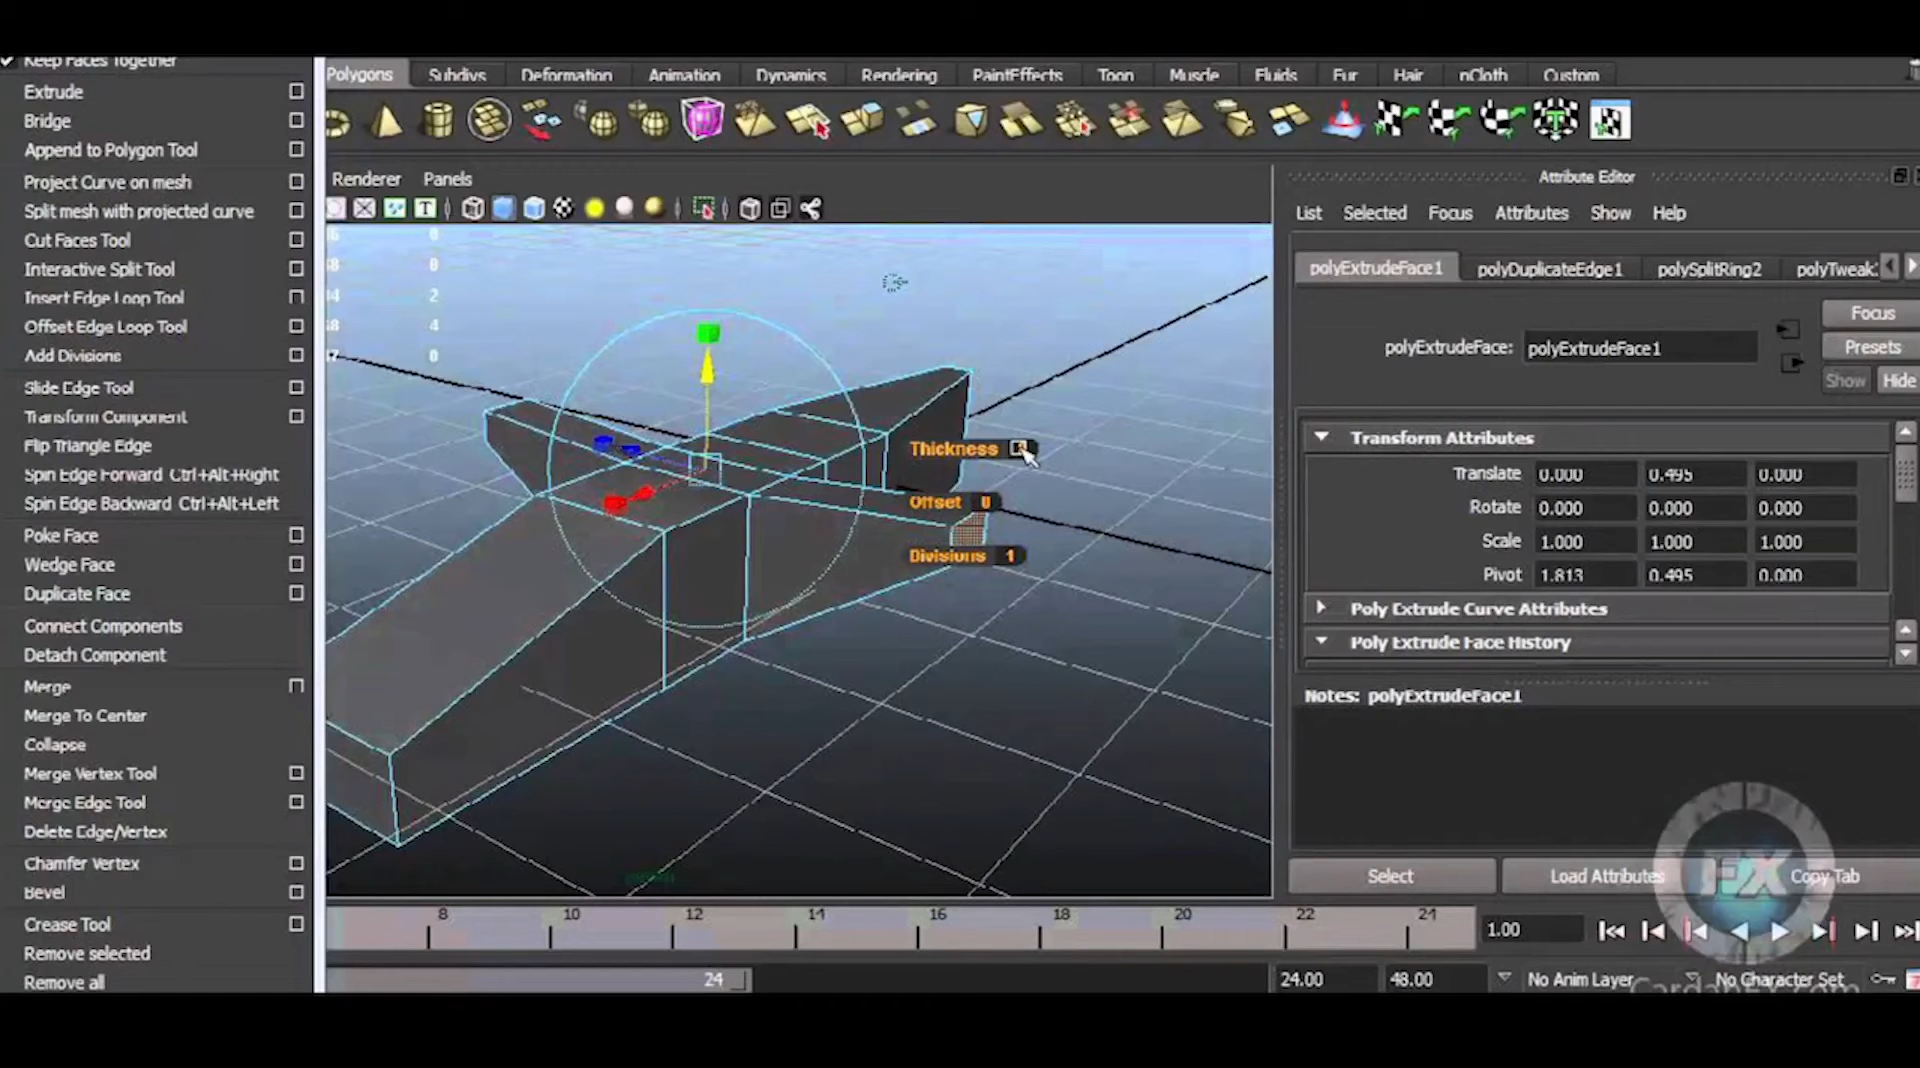 Keep Faces Together
Extrude
Bridge
Append to Polygon Tool
Project Curve on mesh
Split mesh with projected curve
Cut Faces Tool
Interactive Split Tool
Insert Edge Loop Tool
Offset Edge Loop Tool
Add Divisions
Slide Edge Tool
Transform Component
Flip Triangle Edge
Spin Edge Forward Ctrl+Alt+Right
Spin Edge Backward Ctrl+Alt+Left
Poke Face
Wedge Face
Duplicate Face
Connect Components
Detach Component
Merge
Merge To Center
Collapse
Merge Vertex Tool
Merge Edge Tool
Delete Edge/Vertex
Chamfer Vertex
Bevel
Crease Tool
Remove selected
Remove all
Polygons Subdivs Deformation Animation Dynamics Rendering PaintEffects Toon Muscle Fluids Fur Hair nCloth Custom
Renderer Panels
0
0
2
4
0
Thickness
Offset 0
Divisions 1
Attribute Editor
List Selected Focus Attributes Show Help
polyExtrudeFace1 polyDuplicateEdge1 polySplitRing2 polyTweak
Focus
polyExtrudeFace: polyExtrudeFace1
Presets
Show Hide
Transform Attributes
Translate 0.000 0.495 0.000
Rotate 0.000 0.000 0.000
Scale 1.000 1.000 1.000
Pivot 1.813 0.495 0.000
Poly Extrude Curve Attributes
Poly Extrude Face History
Notes: polyExtrudeFace1
Select Load Attributes Copy Tab
FX
8 10 12 14 16 18 20 22 24
1.00
24 24.00 48.00 No Anim Layer No Character Set